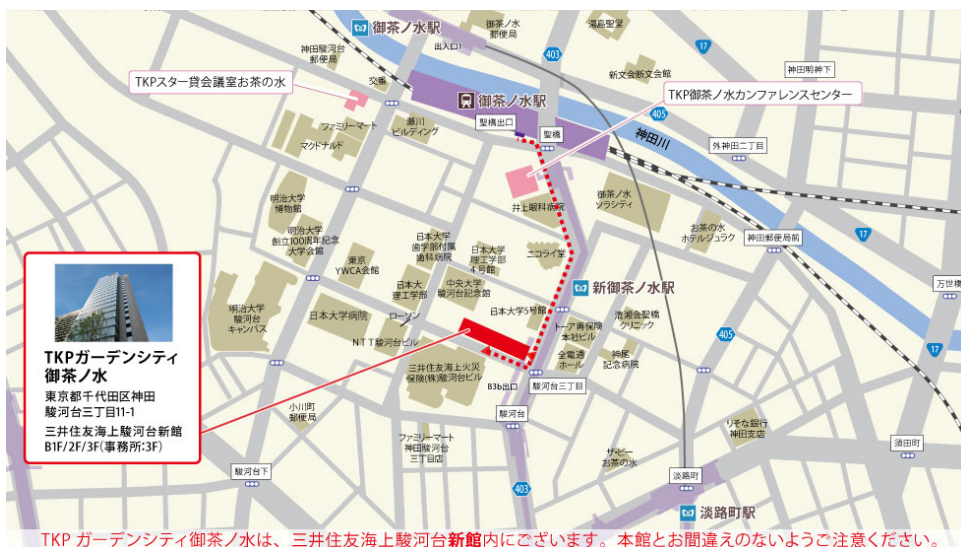 御茶ノ水駅
御茶ノ水
郵便局
湯島聖堂
出入口1
403
17
神田駿河台
郵便局
交番
新文会断文会館
神田明神下
TKPスター貸会議室お茶の水
御茶ノ水駅
TKP御茶ノ水カンファレンスセンター
聖橋出口
聖橋
405
神田川
外神田二丁目
405
ファミリーマート
マクドナルド
瀬川
ビルディング
明治大学
博物館
井上眼科病院
御茶ノ水
ソラシティ
お茶の水
ホテルジュラク
神田郵便局前
17
明治大学
創立100周年記念
大学会館
日本大学
歯学部付属
歯科病院
日本大学
理工学部
4号館
ニコライ堂
東京
YWCA会館
日本大
理工学部
中央大学
駿河台記念館
新御茶ノ水駅
万世橋
明治大学
駿河台
キャンパス
日本大学病院
ローソン
日本大学5号館
トーア再保険
本社ビル
瀧瀬会聖橋
クリニック
NTT駿河台ビル
全電通
ホール
神尾
記念病院
17
三井住友海上火災
保険(株)駿河台ビル
B3b出口
駿河台三丁目
TKPガーデンシティ
御茶ノ水
東京都千代田区神田
駿河台三丁目11-1
三井住友海上駿河台新館
B1F/2F/3F(事務所:3F)
小川町
郵便局
駿河台
りそな銀行
神田支店
須田町
ファミリーマート
神田駿河台
三丁目店
ザ・ビー
お茶の水
駿河台下
淡路町
403
淡路町駅
TKP ガーデンシティ御茶ノ水は、三井住友海上駿河台新館内にございます。本館とお間違えのないようご注意ください。